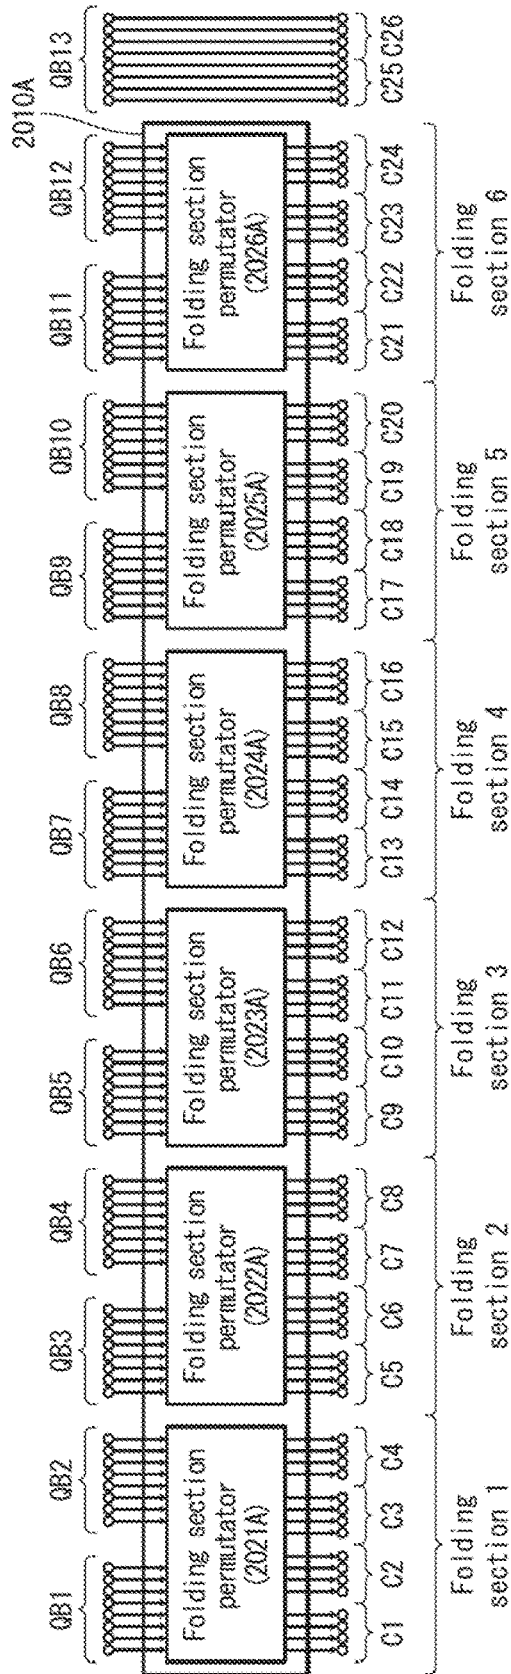 2010A
QB1 QB2 QB3 QB4 QB5 QB6 QB7 QB8 QB9 QB10 QB11 QB12 QB13
Folding section
permutator
(2021A)
Folding section
permutator
(2022A)
Folding section
permutator
(2023A)
Folding section
permutator
(2024A)
Folding section
permutator
(2025A)
Folding section
permutator
(2026A)
C1 C2 C3 C4 C5 C6 C7 C8 C9 C10 C11 C12 C13 C14 C15 C16 C17 C18 C19 C20 C21 C22 C23 C24 C25 C26
Folding
section 1
Folding
section 2
Folding
section 3
Folding
section 4
Folding
section 5
Folding
section 6